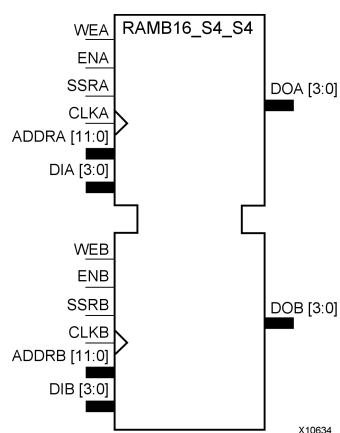 RAMB16_S4_S4
WEA
ENA
SSRA
CLKA
ADDRA [11:0]
DIA [3:0]
DOA [3:0]
WEB
ENB
SSRB
CLKB
ADDRB [11:0]
DIB [3:0]
DOB [3:0]
X10634